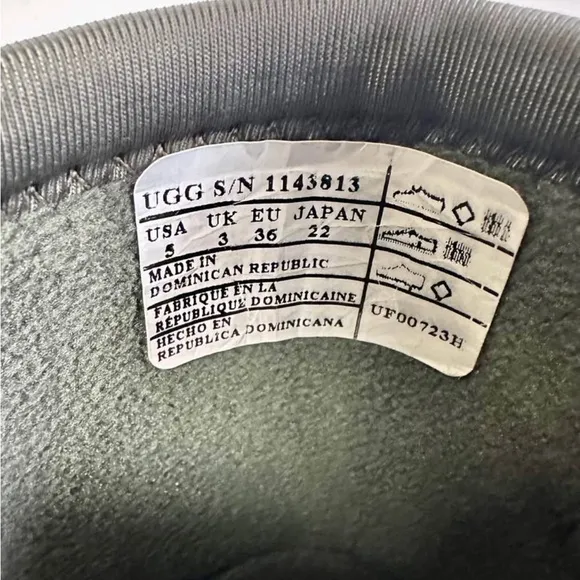 UGG S/N 1143813
USA UK EU JAPAN
5 3 36 22
MADE IN
DOMINICAN REPUBLIC
FABRIQUE EN LA
RÉPUBLIQUE DOMINICAINE
HECHO EN
REPUBLICA DOMINICANA
UF00723H